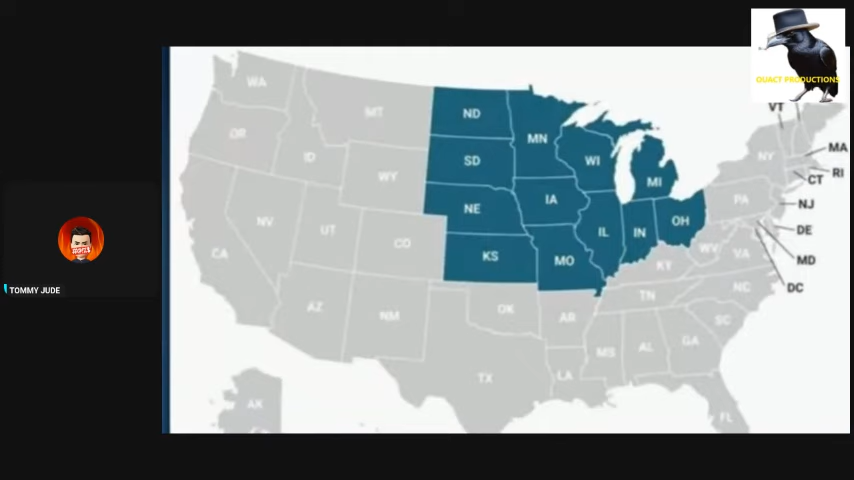 QUACT PRODUCTIONS
WA
MT
ND
MN
VT
OR
ID
SD
WI
MI
NY
MA
WY
RI
CT
IA
NE
PA
NJ
NV
UT
CO
IL
IN
OH
DE
CA
KS
MO
WV
VA
MD
KY
DC
AZ
NM
OK
AR
TN
NC
SC
MS
AL
GA
TX
LA
AK
FL
TOMMY JUDE